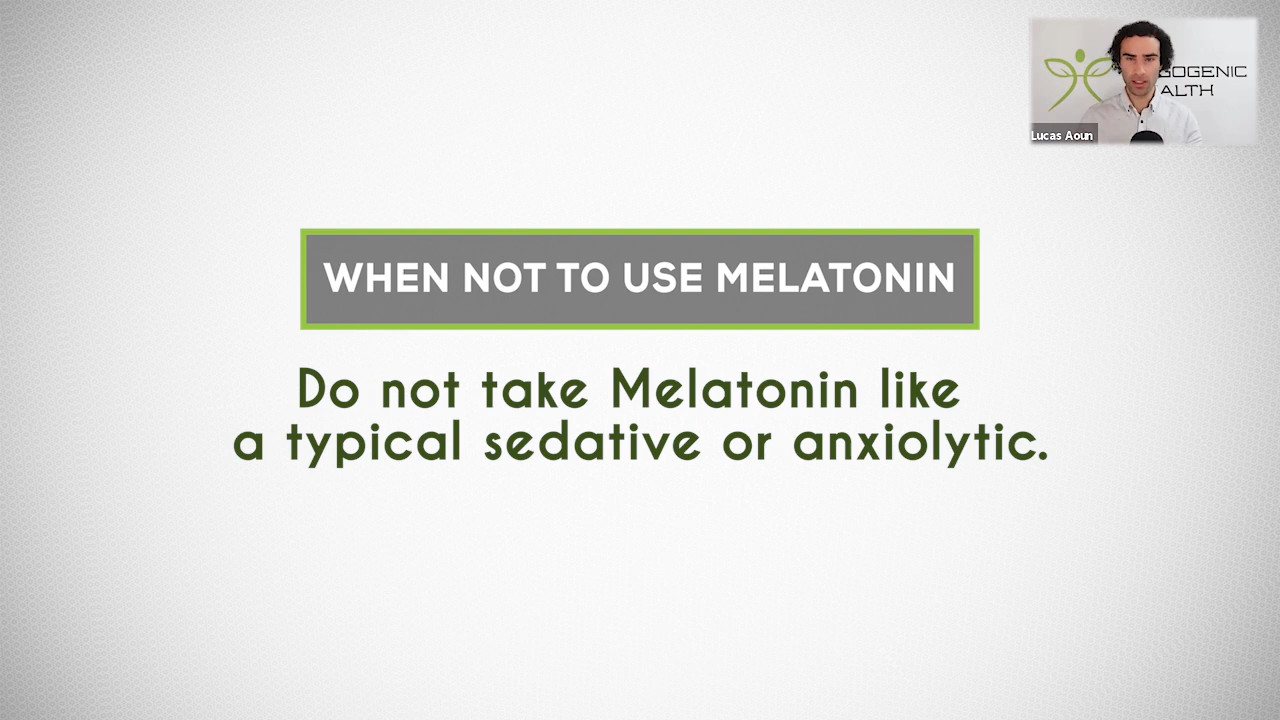 OGENIC
ALTH
Lucas Aoun
WHEN NOT TO USE MELATONIN
Do not take Melatonin like
a typical sedative or anxiolytic.